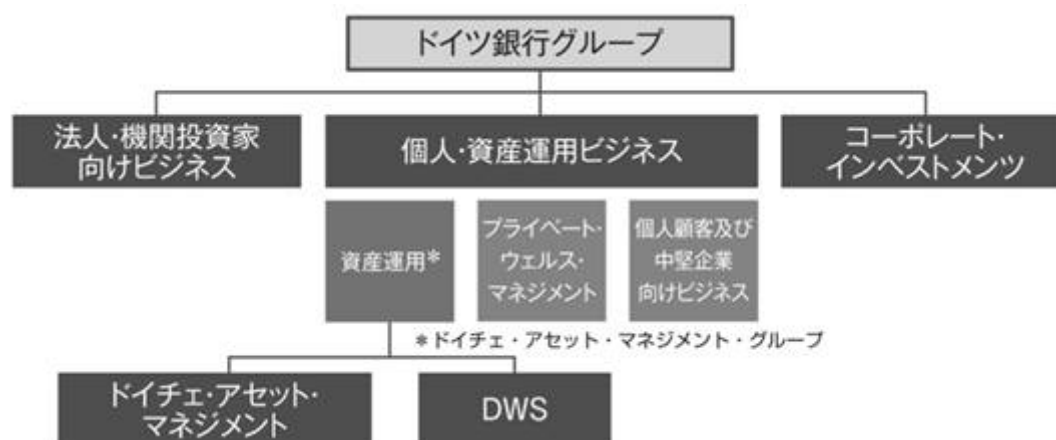 ドイツ銀行グループ
法人・機関投資家
向けビジネス
個人・資産運用ビジネス
コーポレート・
インベストメンツ
資産運用*
プライベート・
ウェルス・
マネジメント
個人顧客及び
中堅企業
向けビジネス
*ドイチェ・アセット・マネジメント・グループ
ドイチェ・アセット・
マネジメント
DWS